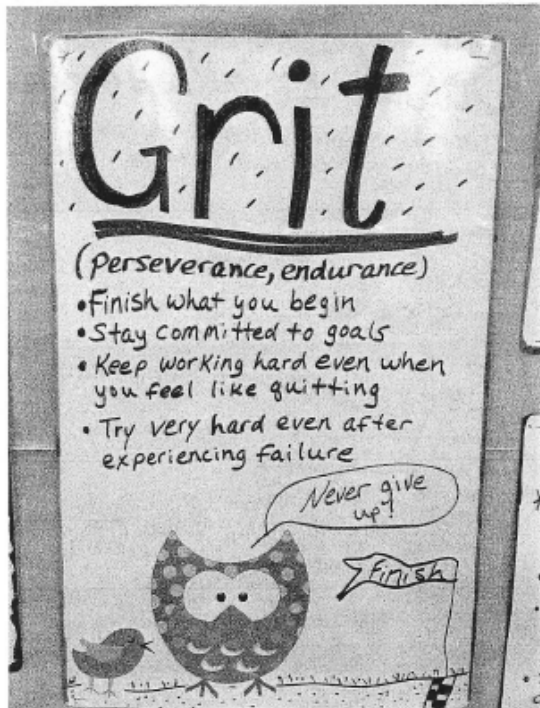 Grit
(perseverance, endurance)
• Finish what you begin
• Stay committed to goals
• Keep working hard even when
you feel like quitting
• Try very hard even after
experiencing failure
Never give
up!
finish